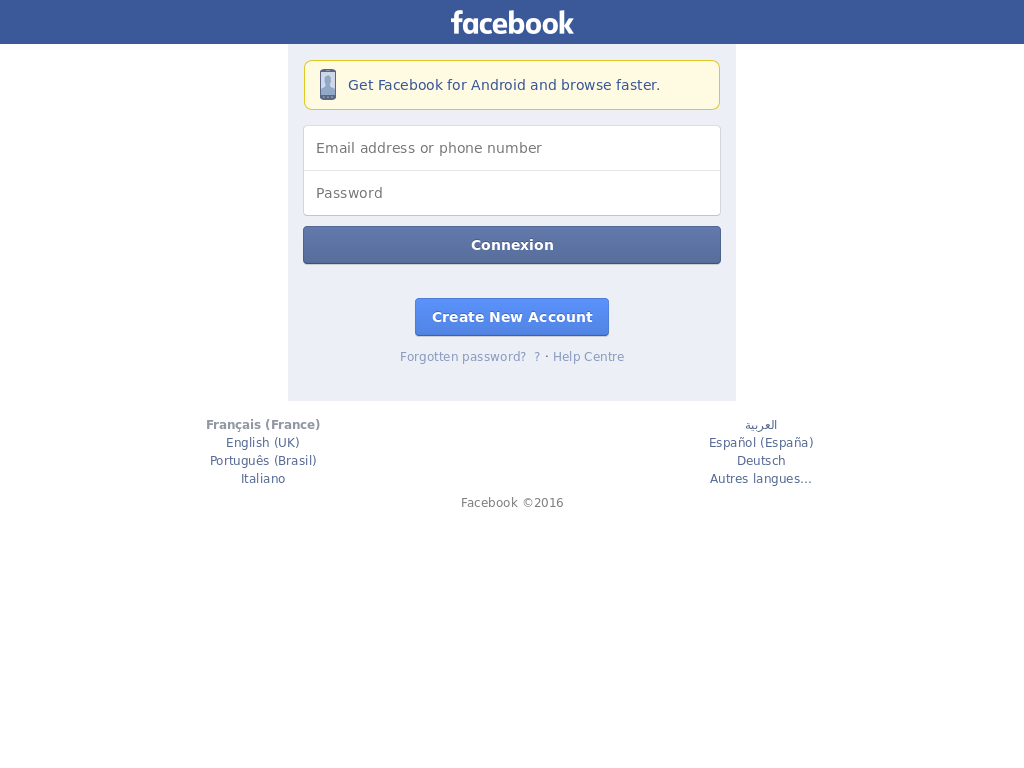 facebook
Get Facebook for Android and browse faster.
Email address or phone number
Password
Connexion
Create New Account
Forgotten password? ? · Help Centre
Français (France)
English (UK)
Português (Brasil)
Italiano
العربية
Español (España)
Deutsch
Autres langues...
Facebook ©2016